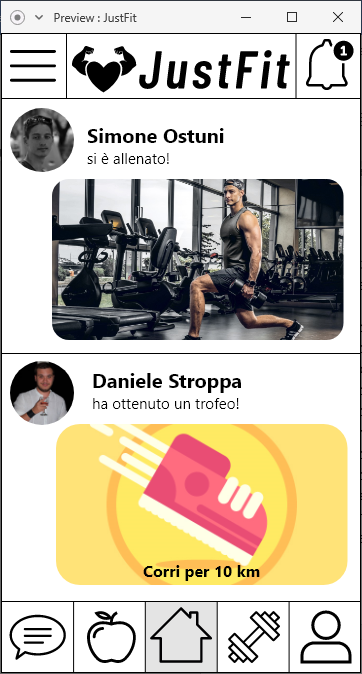 Preview : JustFit
JustFit
1
Simone Ostuni
si è allenato!
Daniele Stroppa
ha ottenuto un trofeo!
Corri per 10 km